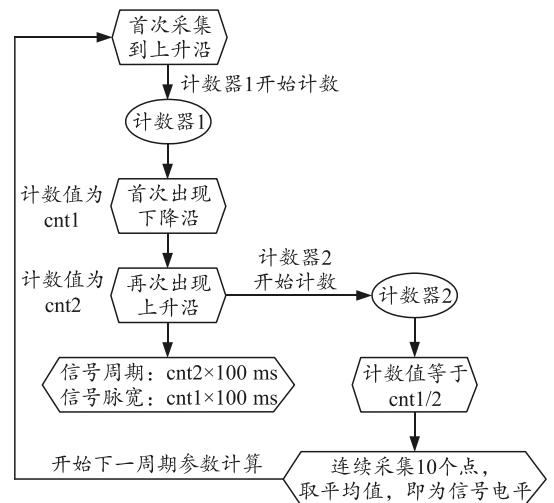 首次采集
到上升沿
计数器1开始计数
计数器1
计数值为
cnt1
首次出现
下降沿
计数值为
cnt2
再次出现
上升沿
计数器2
开始计数
计数器2
信号周期：cnt2×100 ms
信号脉宽：cnt1×100 ms
计数值等于
cnt1/2
开始下一周期参数计算
连续采集10个点，
取平均值，即为信号电平